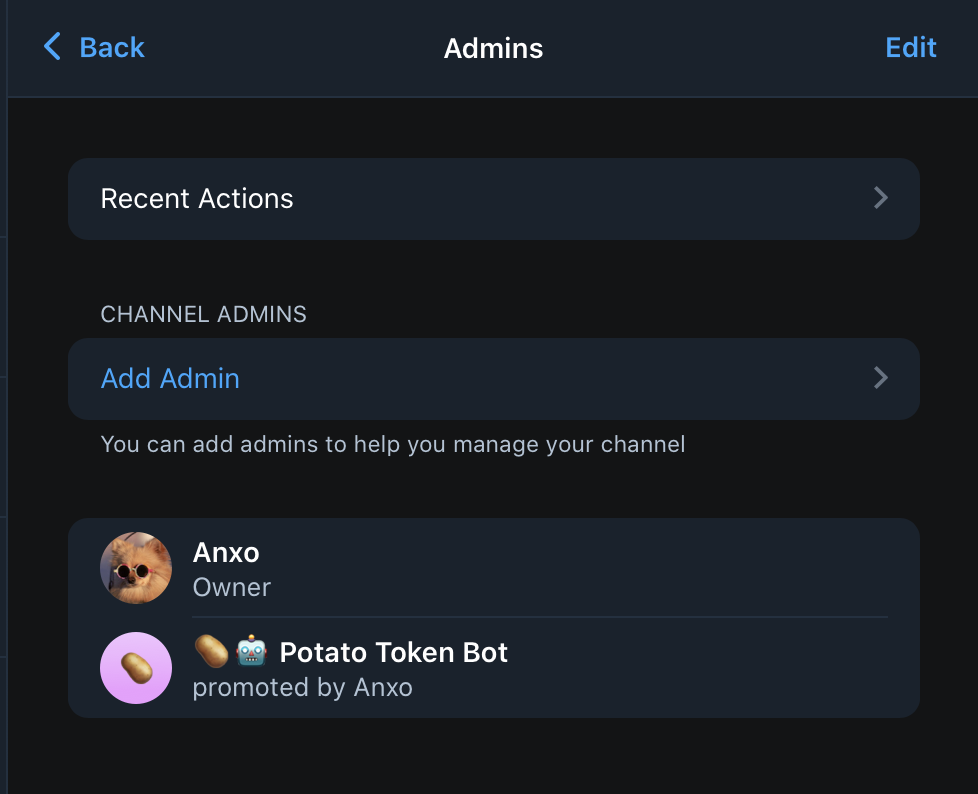 Back
Admins
Edit
Recent Actions
CHANNEL ADMINS
Add Admin
You can add admins to help you manage your channel
Anxo
Owner
🥔🤖 Potato Token Bot
promoted by Anxo